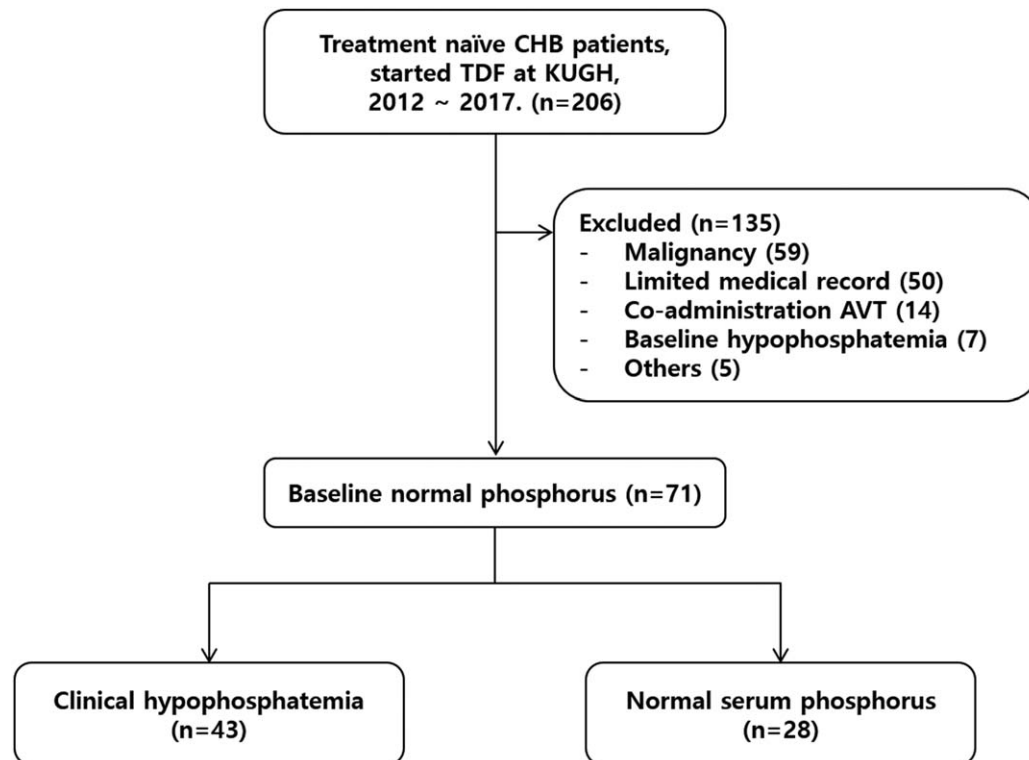 Treatment naïve CHB patients,
started TDF at KUGH,
2012 ~ 2017. (n=206)
Excluded (n=135)
- Malignancy (59)
- Limited medical record (50)
- Co-administration AVT (14)
- Baseline hypophosphatemia (7)
- Others (5)
Baseline normal phosphorus (n=71)
Clinical hypophosphatemia
(n=43)
Normal serum phosphorus
(n=28)